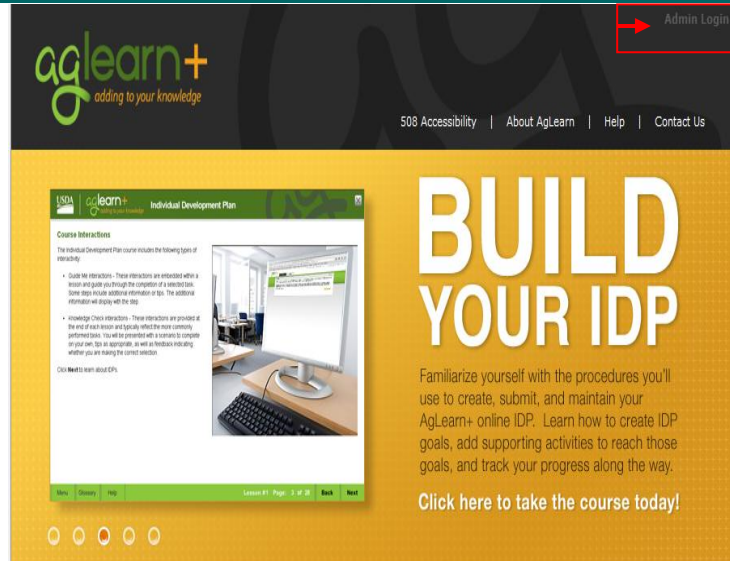 Admin Login
aglearn+
adding to your knowledge
508 Accessibility | About AgLearn | Help | Contact Us
USDA aglearn+ Individual Development Plan
adding to your knowledge
Course Interactions
The Individual Development Plan course includes the following types of
interactivity:
• Guide Me interactions - These interactions are embedded within a
lesson and guide you through the completion of a selected task.
Some steps include additional information or tips. The additional
information will display with the step.
• Knowledge Check interactions - These interactions are provided at
the end of each lesson and typically reflect the more commonly
performed tasks. You will be presented with a scenario to complete
on your own, tips as appropriate, as well as feedback indicating
whether you are making the correct selection.
Click Next to learn about IDPs.
Menu Glossary Help Lesson #1 Page: 3 of 20 Back Next
BUILD
YOUR IDP
Familiarize yourself with the procedures you'll
use to create, submit, and maintain your
AgLearn+ online IDP. Learn how to create IDP
goals, add supporting activities to reach those
goals, and track your progress along the way.
Click here to take the course today!